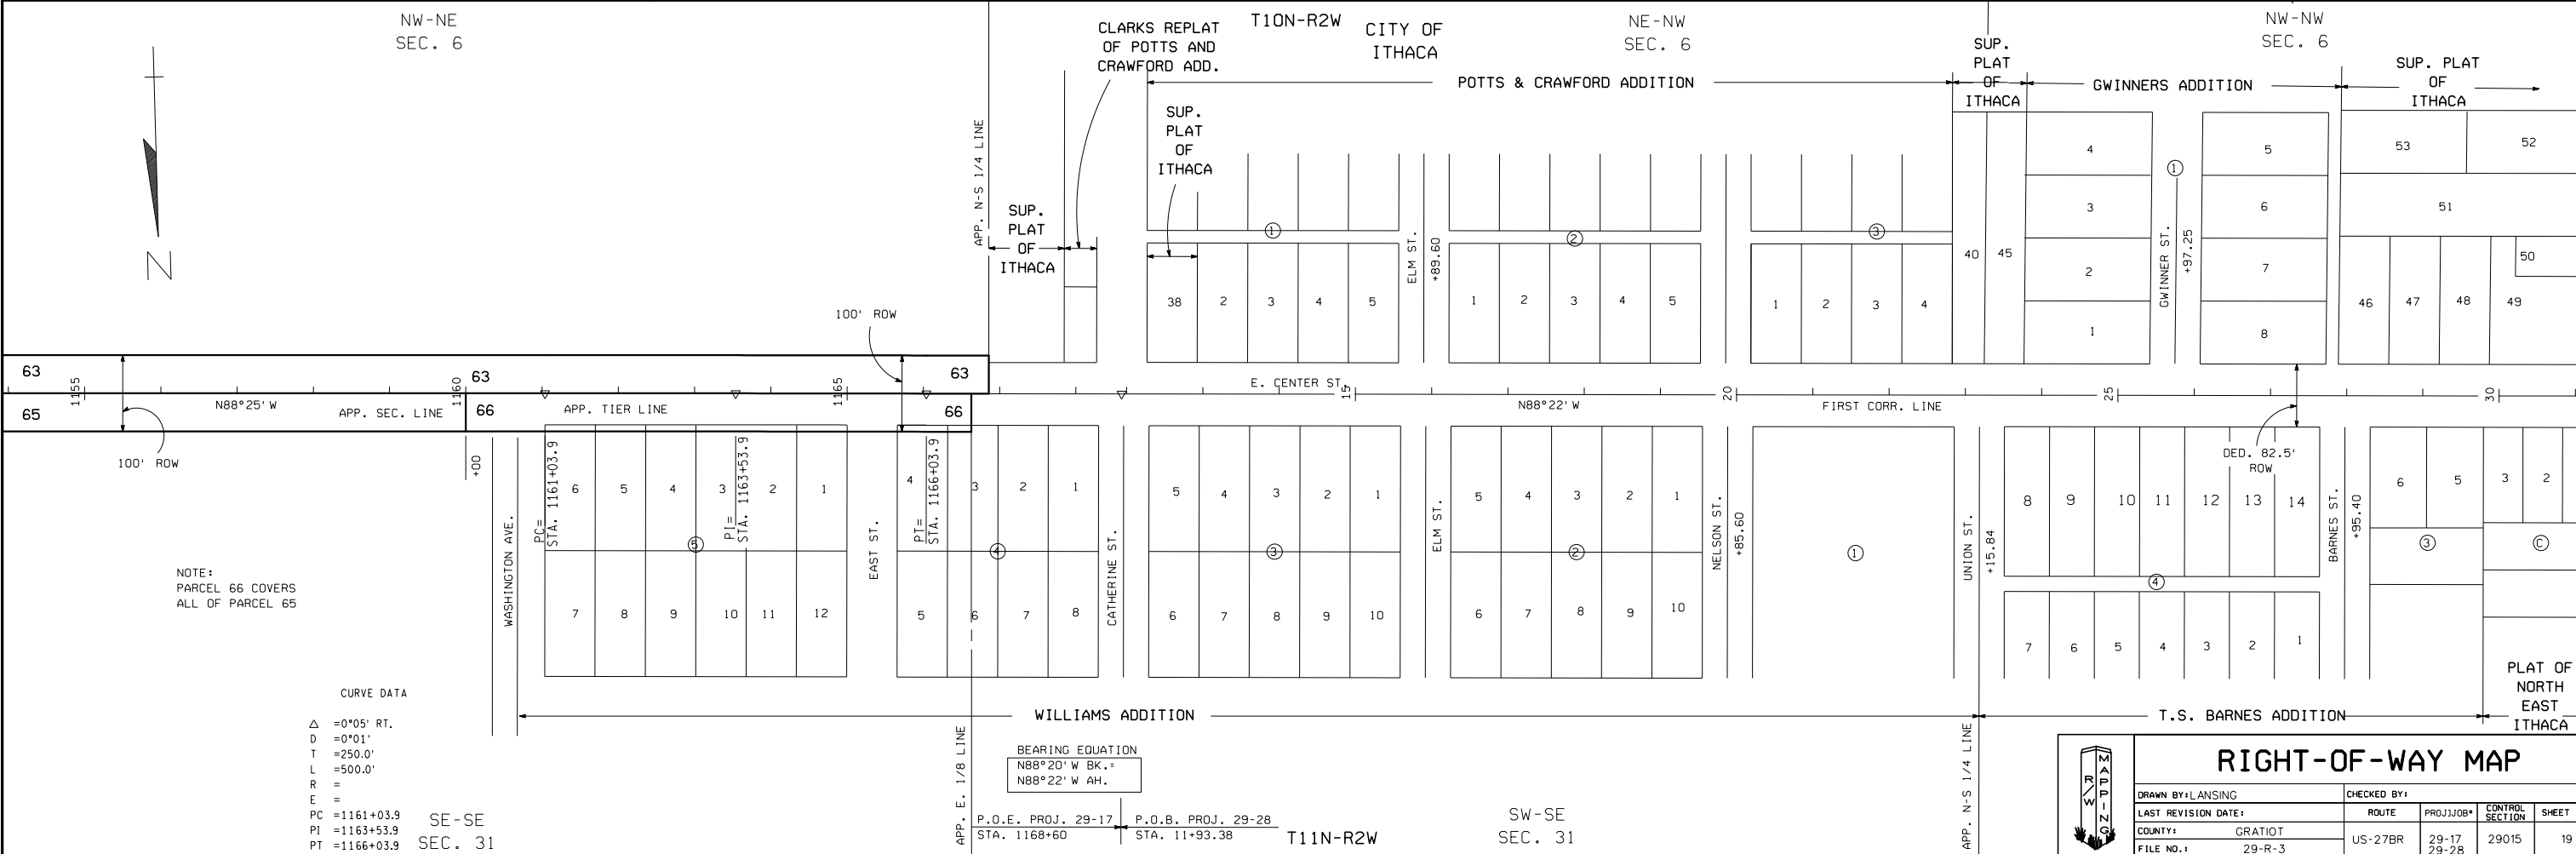 NW-NE
SEC. 6
N
CLARKS REPLAT
OF POTTS AND
CRAWFORD ADD.
T10N-R2W
CITY OF
ITHACA
NE-NW
SEC. 6
NW-NW
SEC. 6
POTTS & CRAWFORD ADDITION
SUP.
PLAT
OF
ITHACA
GWINNERS ADDITION
SUP. PLAT
OF
ITHACA
SUP.
PLAT
OF
ITHACA
SUP.
PLAT
OF
ITHACA
APP. N-S 1/4 LINE
1
2
3
1
38 2 3 4 5
ELM ST.
+89.60
1 2 3 4 5
1 2 3 4
40 45
4
3
2
1
GWINNER ST.
+97.25
5
6
7
8
53 52
51
50
46 47 48 49
100' ROW
63 63 63
1155 1160 1165 15 20 25 30
E. CENTER ST.
65 66 66
N88°25' W
APP. SEC. LINE
APP. TIER LINE
N88°22' W
FIRST CORR. LINE
100' ROW
DED. 82.5'
ROW
+00
WASHINGTON AVE.
PC=
STA. 1161+03.9
PI=
STA. 1163+53.9
PT=
STA. 1166+03.9
6 5 4 3 2 1
5
7 8 9 10 11 12
EAST ST.
4 3 2 1
4
5 6 7 8
CATHERINE ST.
5 4 3 2 1
3
6 7 8 9 10
ELM ST.
5 4 3 2 1
2
6 7 8 9 10
NELSON ST.
+85.60
1
UNION ST.
+15.84
8 9 10 11 12 13 14
4
7 6 5 4 3 2 1
BARNES ST.
+95.40
6 5 3 2
3 C
NOTE:
PARCEL 66 COVERS
ALL OF PARCEL 65
WILLIAMS ADDITION
T.S. BARNES ADDITION
PLAT OF
NORTH
EAST
ITHACA
CURVE DATA
△ =0°05' RT.
D =0°01'
T =250.0'
L =500.0'
R =
E =
PC =1161+03.9
PI =1163+53.9
PT =1166+03.9
SE-SE
SEC. 31
APP. E. 1/8 LINE
BEARING EQUATION
N88°20' W BK.=
N88°22' W AH.
P.O.E. PROJ. 29-17
STA. 1168+60
P.O.B. PROJ. 29-28
STA. 11+93.38
T11N-R2W
SW-SE
SEC. 31
APP. N-S 1/4 LINE
R/W
MAPPING
RIGHT-OF-WAY MAP
DRAWN BY: LANSING
CHECKED BY:
LAST REVISION DATE:
COUNTY: GRATIOT
FILE NO.: 29-R-3
ROUTE
US-27BR
PROJ/JOB#
29-17
29-28
CONTROL
SECTION
29015
SHEET
19